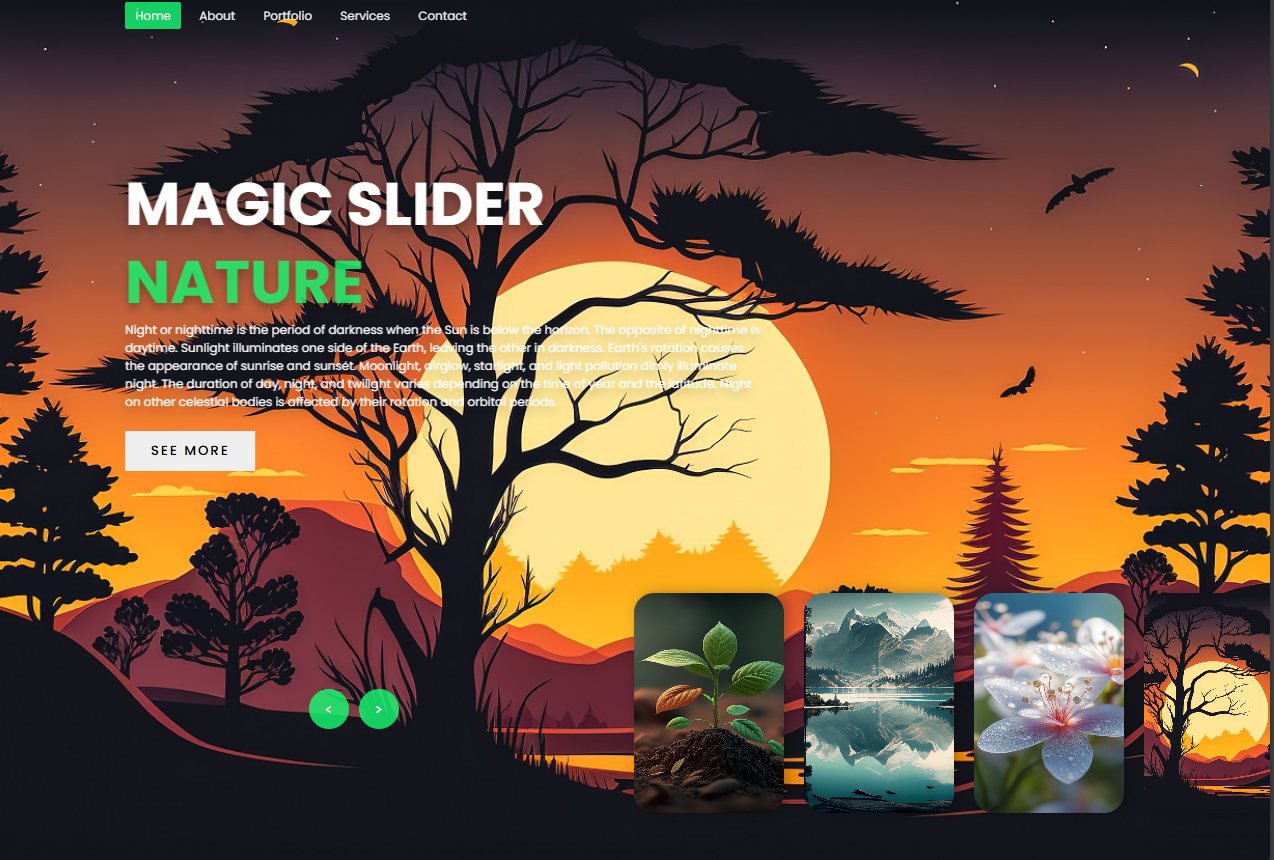 Home About Portfolio Services Contact
MAGIC SLIDER
NATURE
Night or nighttime is the period of darkness when the Sun is below the horizon. The opposite of nighttime is
daytime. Sunlight illuminates one side of the Earth, leaving the other in darkness. Earth's rotation causes
the appearance of sunrise and sunset. Moonlight, airglow, starlight, and light pollution dimly illuminate
night. The duration of day, night, and twilight varies depending on the time of year and the latitude. Night
on other celestial bodies is affected by their rotation and orbital periods.
SEE MORE
< >